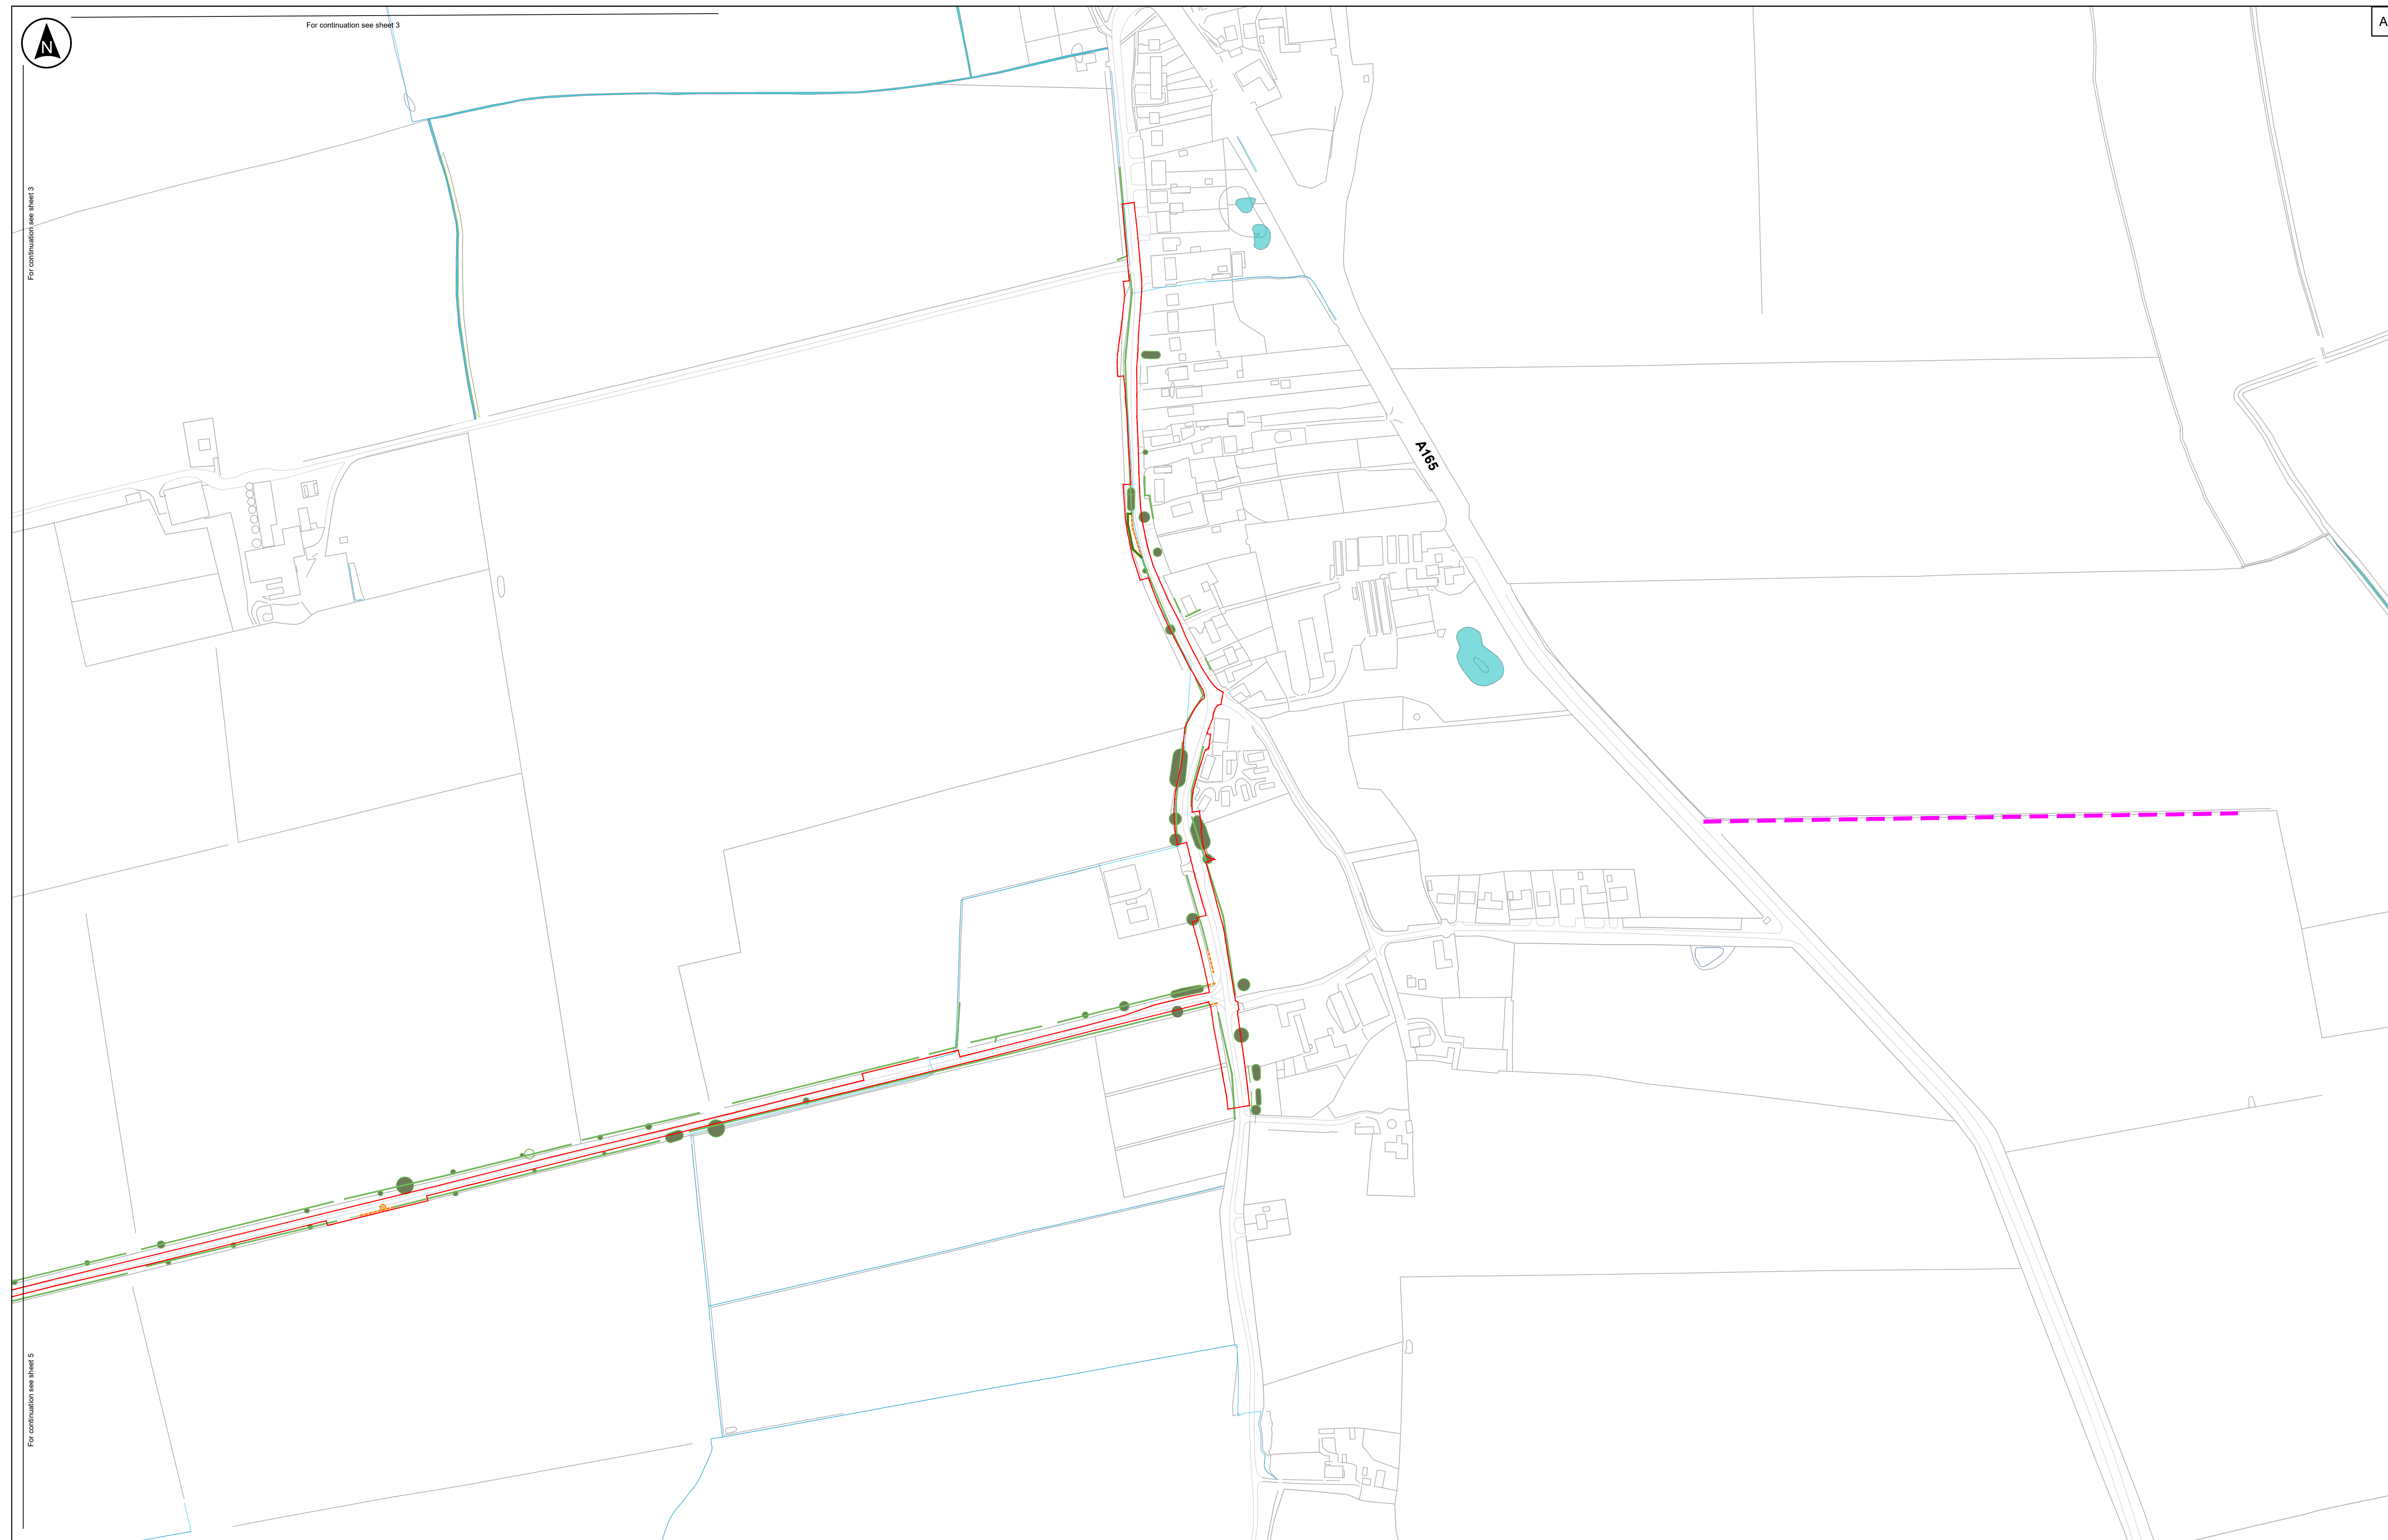 For continuation see sheet 3
A
N
For continuation see sheet 3
A165
For continuation see sheet 5